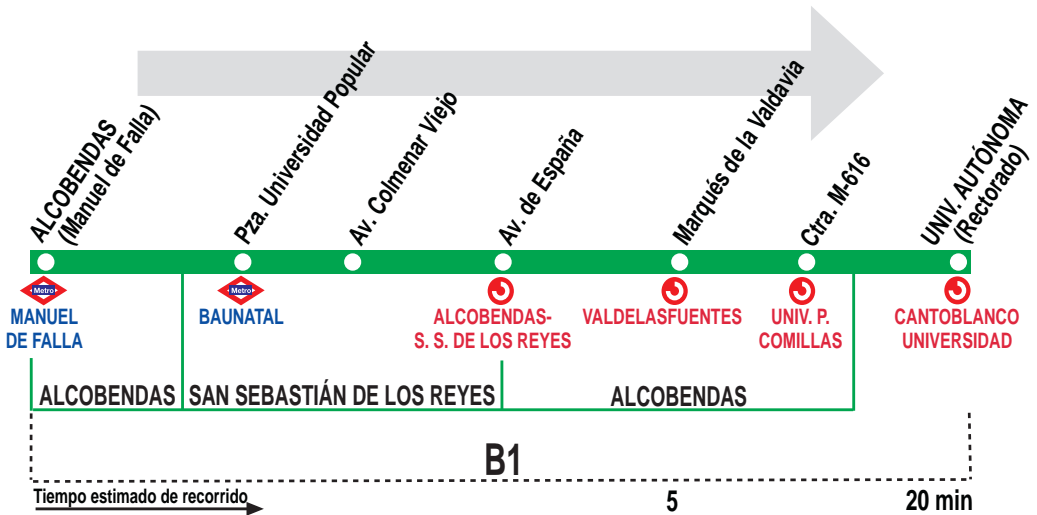 ALCOBENDAS
(Manuel de Falla)
Pza. Universidad Popular
Av. Colmenar Viejo
Av. de España
Marqués de la Valdavia
Ctra. M-616
UNIV. AUTÓNOMA
(Rectorado)
Metro
MANUEL
DE FALLA
Metro
BAUNATAL
ALCOBENDAS-
S. S. DE LOS REYES
VALDELASFUENTES
UNIV. P.
COMILLAS
CANTOBLANCO
UNIVERSIDAD
ALCOBENDAS
SAN SEBASTIÁN DE LOS REYES
ALCOBENDAS
B1
Tiempo estimado de recorrido
5
20 min